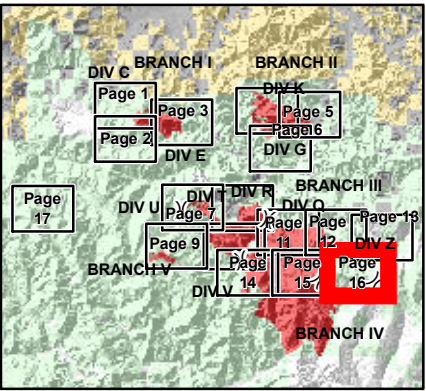 BRANCH I
BRANCH II
DIV C
DIV K
Page 1
Page 3
Page 5
Page 2
Page 6
DIV E
DIV G
Page
17
DIV R
BRANCH III
DIV U
Page 7
DIV O
Page 13
Page
11
Page
12
Page 9
DIV Z
BRANCH V
Page
14
Page
15
Page
16
DIV V
BRANCH IV